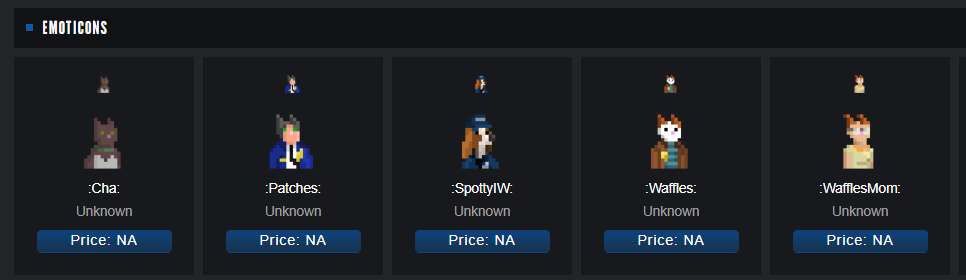 EMOTICONS
:Cha: :Patches: :SpottyIW: :Waffles: :WafflesMom:
Unknown Unknown Unknown Unknown Unknown
Price: NA Price: NA Price: NA Price: NA Price: NA